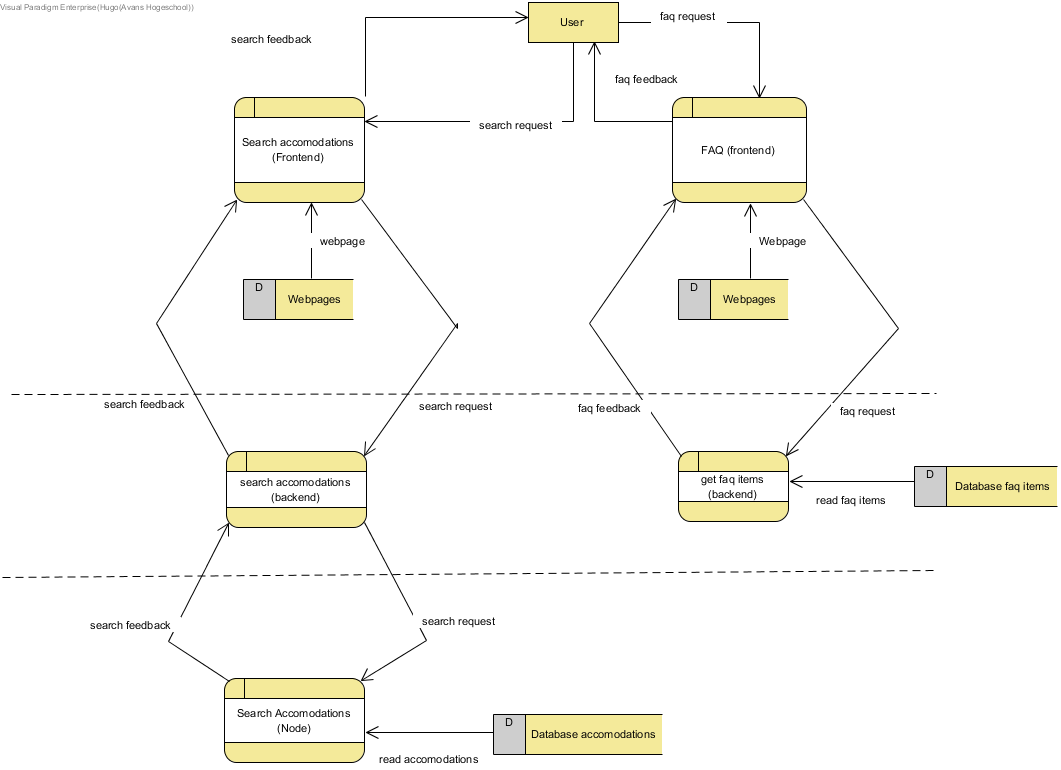 Visual Paradigm Enterprise(Hugo(Avans Hogeschool))
User
faq request
search feedback
faq feedback
search request
Search accomodations
(Frontend)
FAQ (frontend)
webpage
Webpage
D
Webpages
D
Webpages
search feedback
search request
faq feedback
faq request
search accomodations
(backend)
get faq items
(backend)
D
Database faq items
read faq items
search feedback
search request
Search Accomodations
(Node)
D
Database accomodations
read accomodations